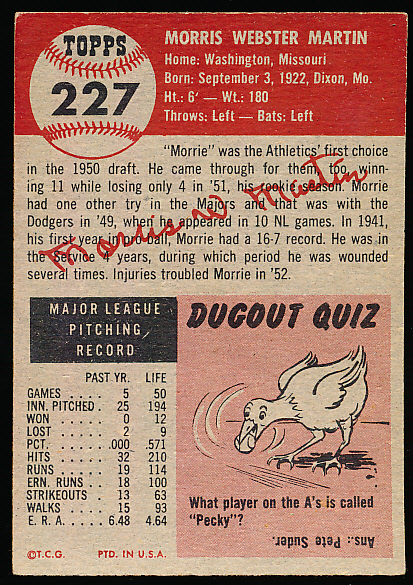 TOPPS
227
MORRIS WEBSTER MARTIN
Home: Washington, Missouri
Born: September 3, 1922, Dixon, Mo.
Ht.: 6' — Wt.: 180
Throws: Left — Bats: Left
"Morrie" was the Athletics' first choice
in the 1950 draft. He came through for them, too, winn-
ing 11 while losing only 4 in '51, his rookie season. Morrie
had one other try in the Majors and that was with the
Dodgers in '49, when he appeared in 10 NL games. In 1941,
his first year in pro ball, Morrie had a 16-7 record. He was in
the Service 4 years, during which period he was wounded
several times. Injuries troubled Morrie in '52.
Morris W. Martin
MAJOR LEAGUE
PITCHING
RECORD
PAST YR. LIFE
GAMES . . . . 5 50
INN. PITCHED . 25 194
WON . . . . 0 12
LOST . . . . 2 9
PCT. . . . . .000 .571
HITS . . . . 32 210
RUNS . . . . 19 114
ERN. RUNS . . 18 100
STRIKEOUTS . 13 63
WALKS . . . 15 93
E. R. A. . . . 6.48 4.64
©T.C.G. PTD. IN U.S.A.
DUGOUT QUIZ
What player on the A's is called
"Pecky"?
Ans.: Pete Suder.